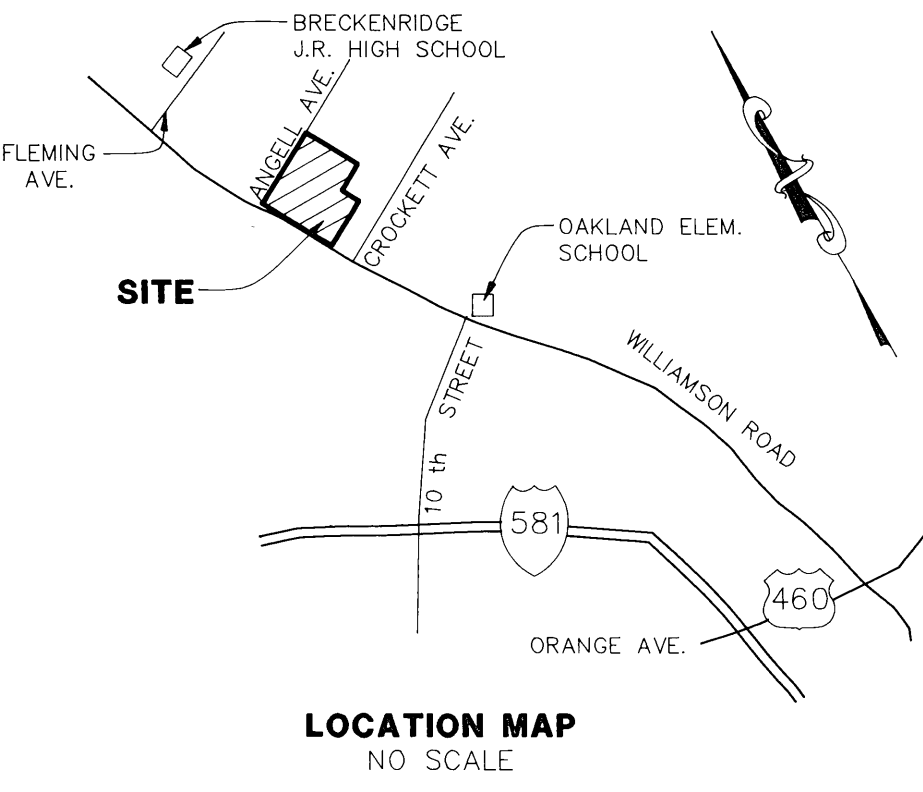 BRECKENRIDGE
J.R. HIGH SCHOOL
FLEMING
AVE.
ANGELL AVE.
CROCKETT AVE.
OAKLAND ELEM.
SCHOOL
SITE
WILLIAMSON ROAD
10 th STREET
581
460
ORANGE AVE.
LOCATION MAP
NO SCALE